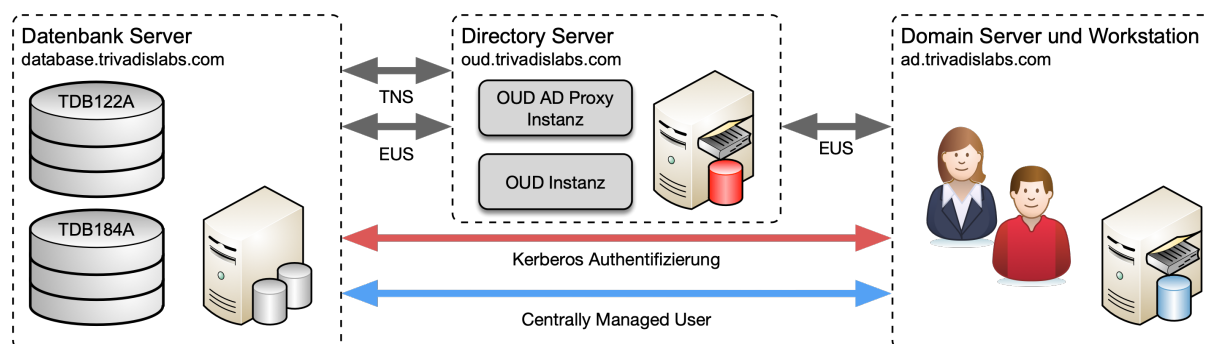 Datenbank Server
database.trivadislabs.com
TDB122A
TDB184A
TNS
EUS
Directory Server
oud.trivadislabs.com
OUD AD Proxy
Instanz
OUD Instanz
EUS
Domain Server und Workstation
ad.trivadislabs.com
Kerberos Authentifizierung
Centrally Managed User